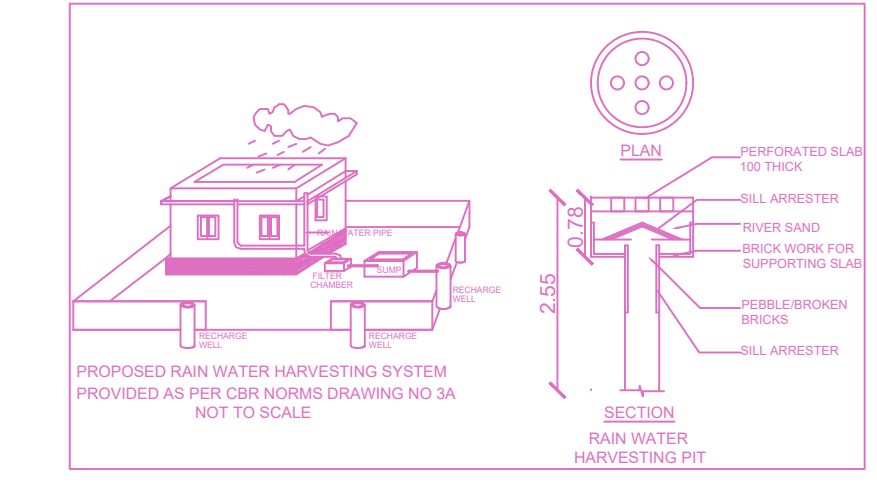 RAIN WATER PIPE
FILTER
CHAMBER
SUMP
RECHARGE
WELL
RECHARGE
WELL
RECHARGE
WELL
PROPOSED RAIN WATER HARVESTING SYSTEM
PROVIDED AS PER CBR NORMS DRAWING NO 3A
NOT TO SCALE
PLAN
PERFORATED SLAB
100 THICK
SILL ARRESTER
RIVER SAND
BRICK WORK FOR
SUPPORTING SLAB
PEBBLE/BROKEN
BRICKS
SILL ARRESTER
0.78
2.55
SECTION
RAIN WATER
HARVESTING PIT